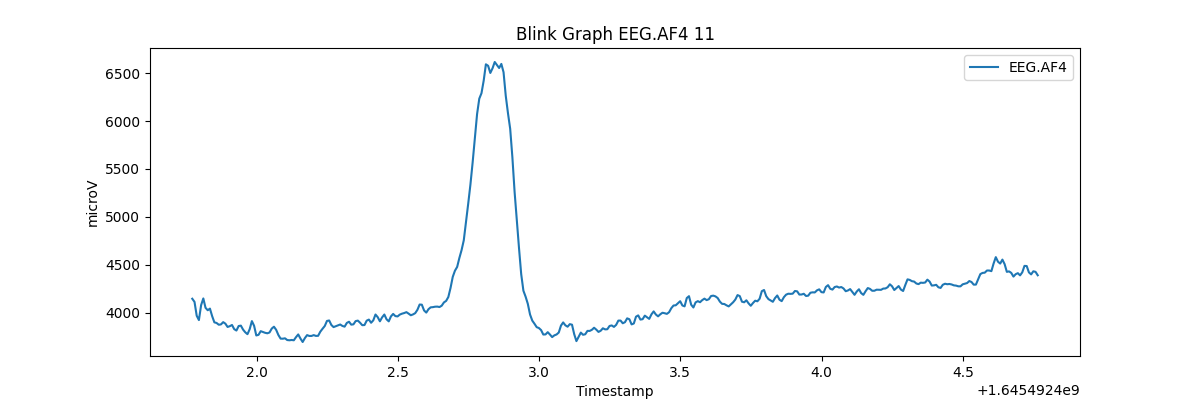 Blink Graph EEG.AF4 11
EEG.AF4
6500
6000
5500
5000
4500
4000
microV
2.0 2.5 3.0 3.5 4.0 4.5
Timestamp
+1.6454924e9